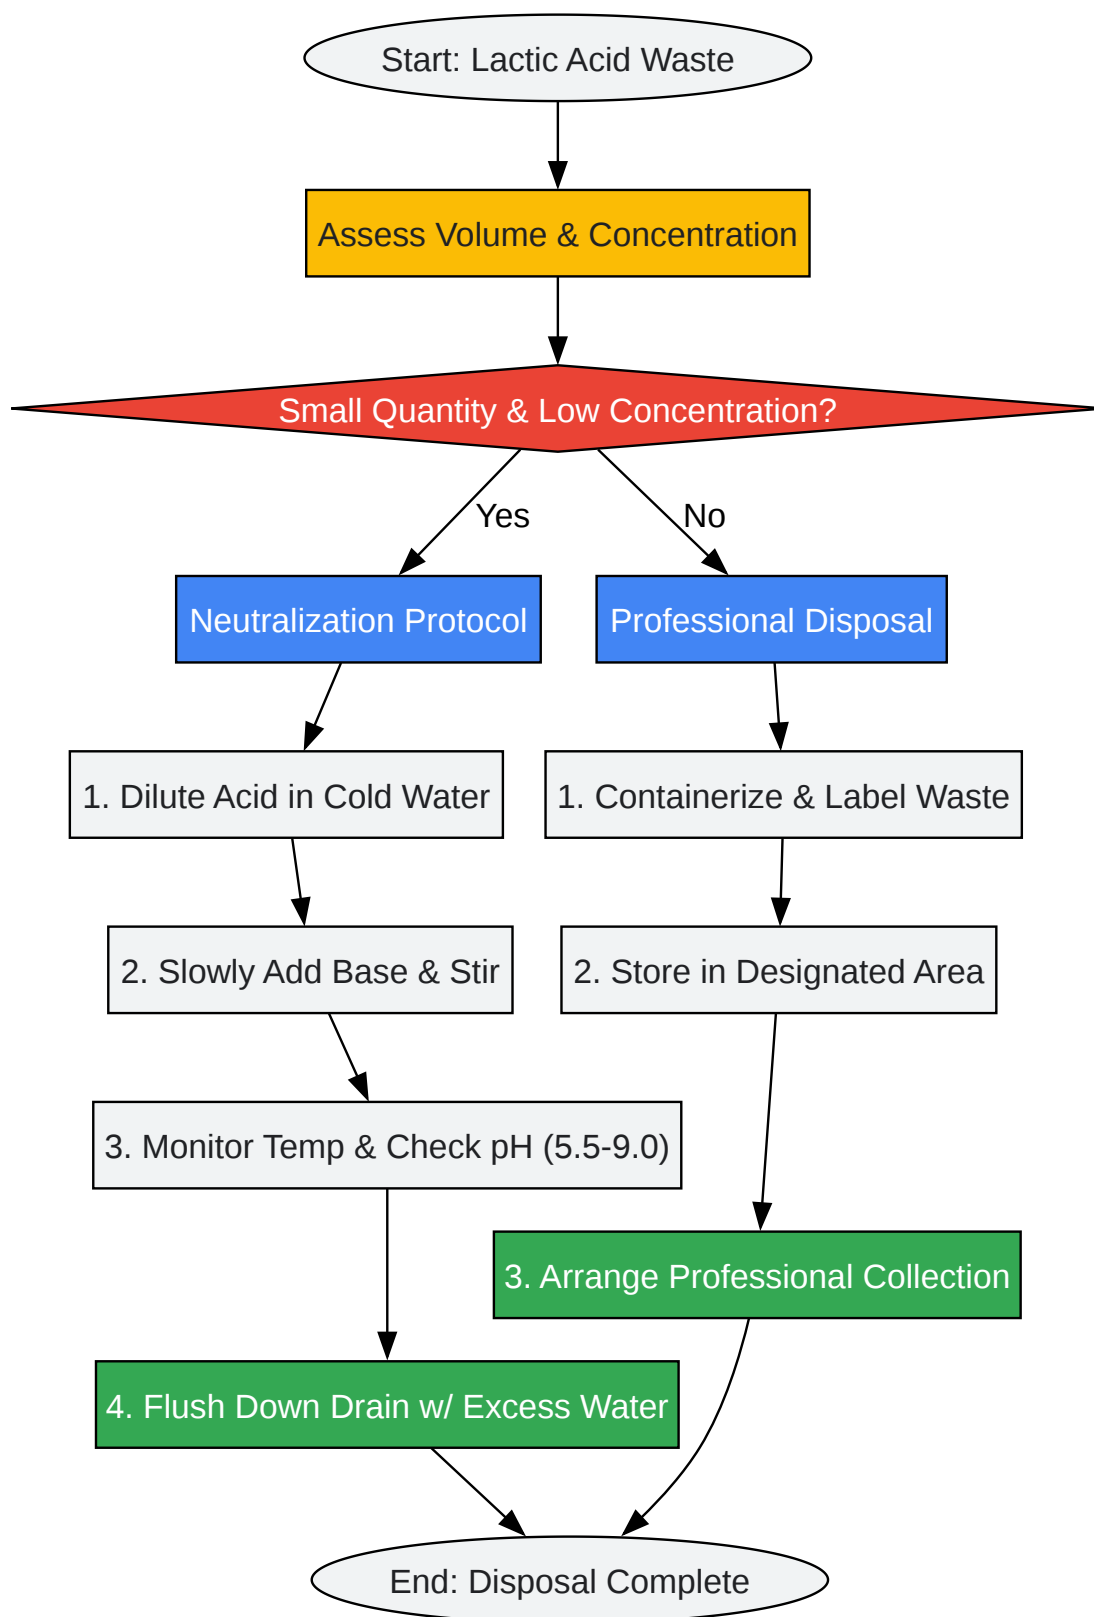 Start: Lactic Acid Waste
Assess Volume & Concentration
Small Quantity & Low Concentration?
Yes
No
Neutralization Protocol
Professional Disposal
1. Dilute Acid in Cold Water
1. Containerize & Label Waste
2. Slowly Add Base & Stir
2. Store in Designated Area
3. Monitor Temp & Check pH (5.5-9.0)
3. Arrange Professional Collection
4. Flush Down Drain w/ Excess Water
End: Disposal Complete